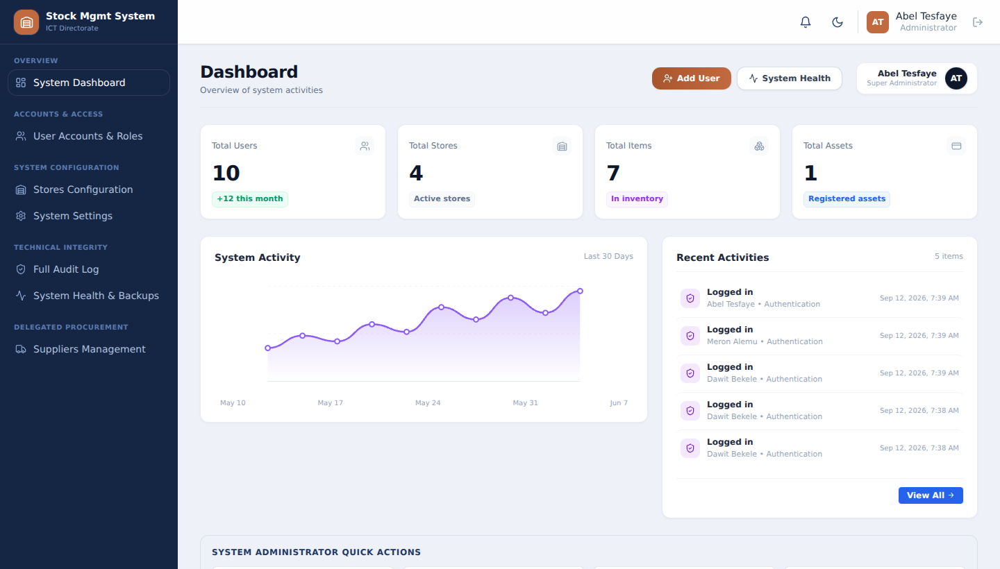 Stock Mgmt System
ICT Directorate
OVERVIEW
System Dashboard
ACCOUNTS & ACCESS
User Accounts & Roles
SYSTEM CONFIGURATION
Stores Configuration
System Settings
TECHNICAL INTEGRITY
Full Audit Log
System Health & Backups
DELEGATED PROCUREMENT
Suppliers Management
AT
Abel Tesfaye
Administrator
Dashboard
Overview of system activities
Add User
System Health
Abel Tesfaye
Super Administrator
AT
Total Users
10
+12 this month
Total Stores
4
Active stores
Total Items
7
In inventory
Total Assets
1
Registered assets
System Activity
Last 30 Days
May 10 May 17 May 24 May 31 Jun 7
Recent Activities
5 items
Logged in
Abel Tesfaye • Authentication
Sep 12, 2026, 7:39 AM
Logged in
Meron Alemu • Authentication
Sep 12, 2026, 7:39 AM
Logged in
Dawit Bekele • Authentication
Sep 12, 2026, 7:39 AM
Logged in
Dawit Bekele • Authentication
Sep 12, 2026, 7:38 AM
Logged in
Dawit Bekele • Authentication
Sep 12, 2026, 7:38 AM
View All →
SYSTEM ADMINISTRATOR QUICK ACTIONS